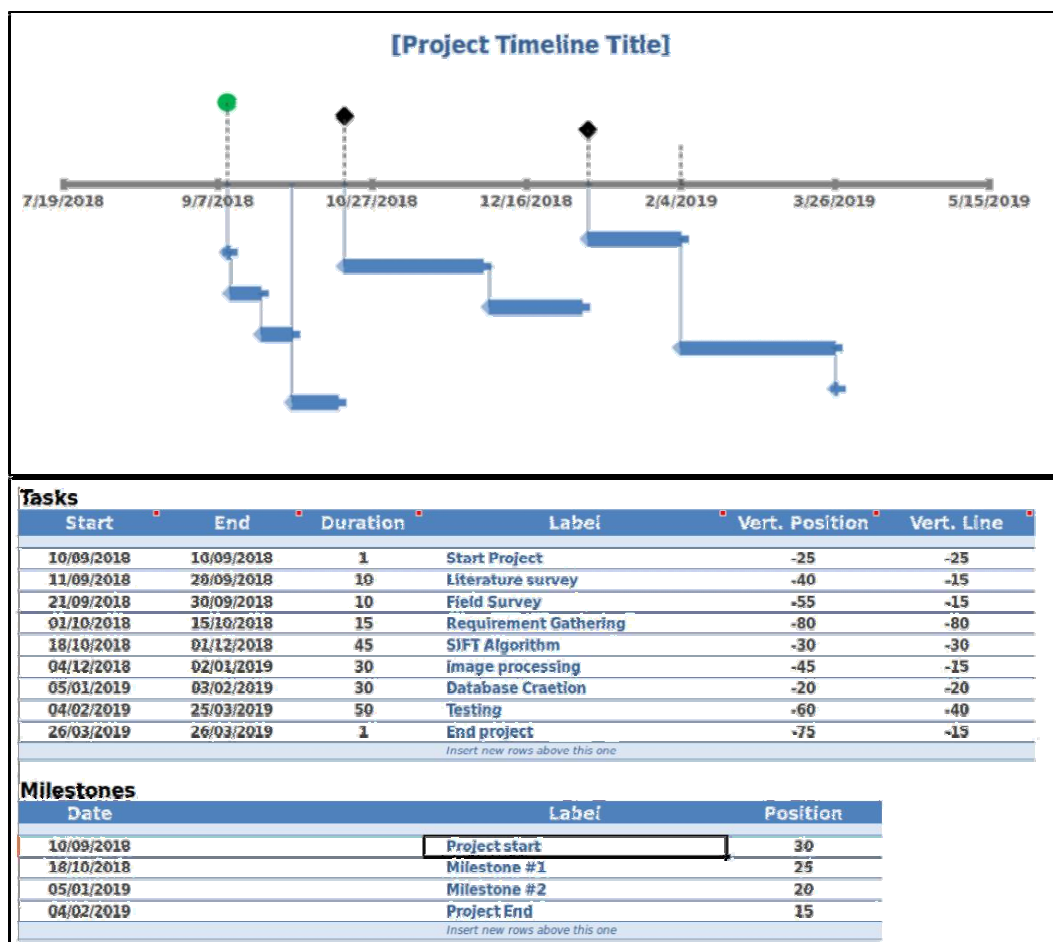 [Project Timeline Title]
7/19/2018 9/7/2018 10/27/2018 12/16/2018 2/4/2019 3/26/2019 5/15/2019
Tasks
Start End Duration Label Vert. Position Vert. Line
10/09/2018 10/09/2018 1 Start Project -25 -25
11/09/2018 20/09/2018 10 Literature survey -40 -15
21/09/2018 30/09/2018 10 Field Survey -55 -15
01/10/2018 15/10/2018 15 Requirement Gathering -80 -80
18/10/2018 01/12/2018 45 SIFT Algorithm -30 -30
04/12/2018 02/01/2019 30 Image processing -45 -15
05/01/2019 03/02/2019 30 Database Craetion -20 -20
04/02/2019 25/03/2019 50 Testing -60 -40
26/03/2019 26/03/2019 1 End project -75 -15
Insert new rows above this one
Milestones
Date Label Position
10/09/2018 Project start 30
18/10/2018 Milestone #1 25
05/01/2019 Milestone #2 20
04/02/2019 Project End 15
Insert new rows above this one